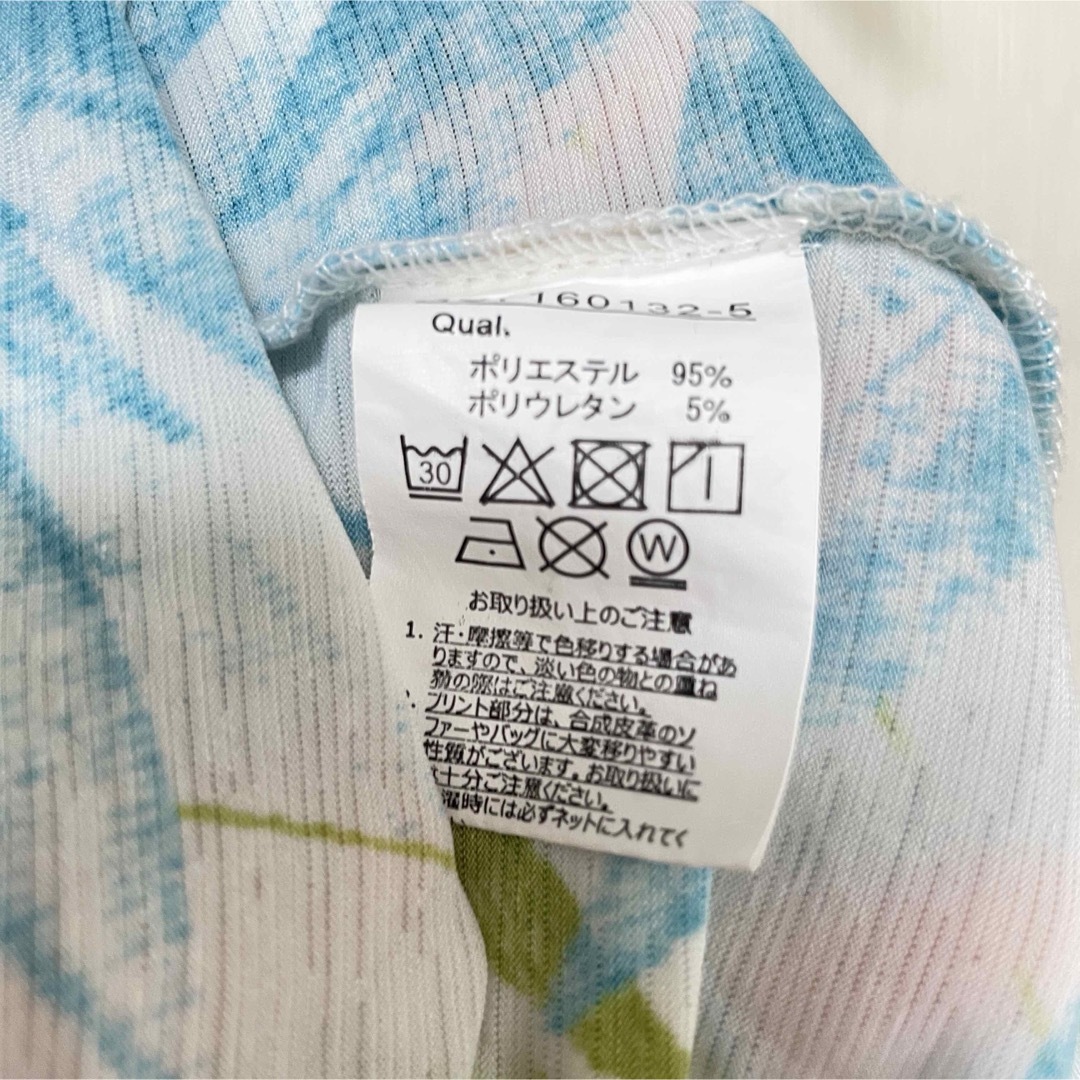 160132-5
Qual.
ポリエステル 95%
ポリウレタン 5%
30
W
お取り扱い上のご注意
1. 汗・摩擦等で色移りする場合があ
りますので、淡い色の物との重ね
の際はご注意ください。
プリント部分は、合成皮革のソ
ファーやバッグに大変移りやすい
性質がございます。お取り扱いに
十分ご注意ください。
濯時には必ずネットに入れてく